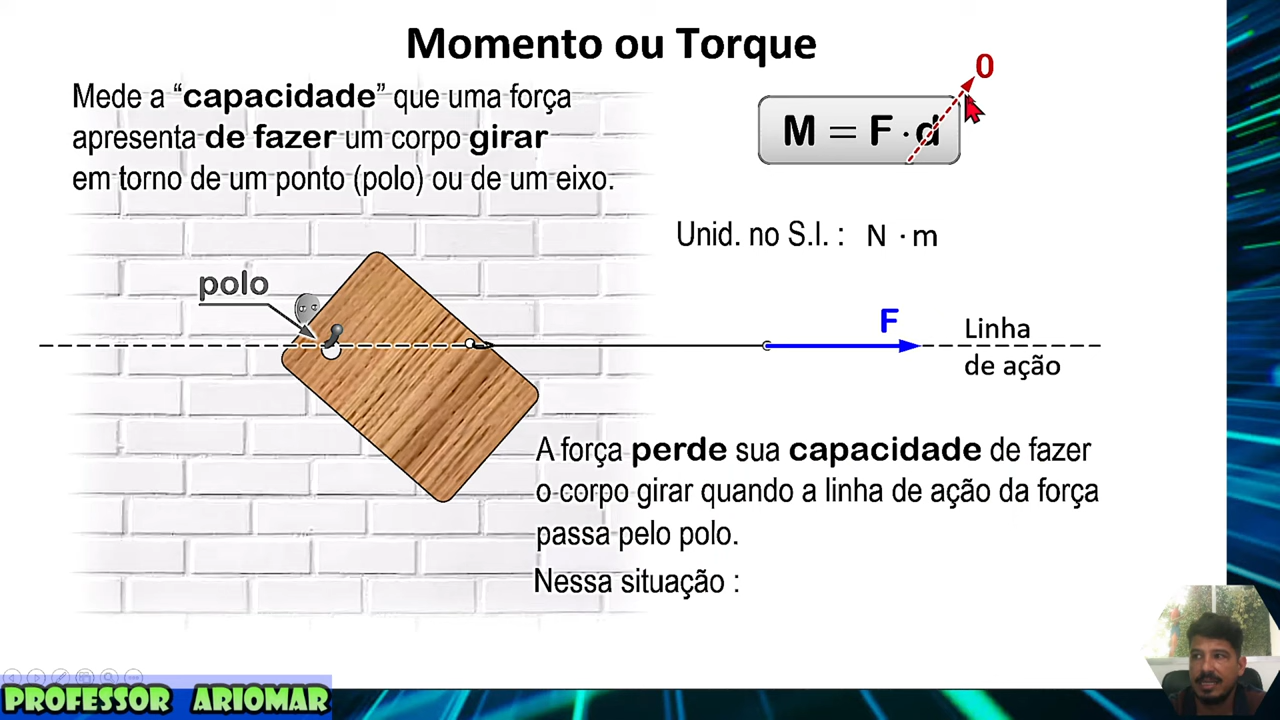 Momento ou Torque
Mede a “capacidade” que uma força
apresenta de fazer um corpo girar
em torno de um ponto (polo) ou de um eixo.
0
M = F · d
Unid. no S.I. : N · m
polo
F
Linha
de ação
A força perde sua capacidade de fazer
o corpo girar quando a linha de ação da força
passa pelo polo.
Nessa situação :
PROFESSOR ARIOMAR